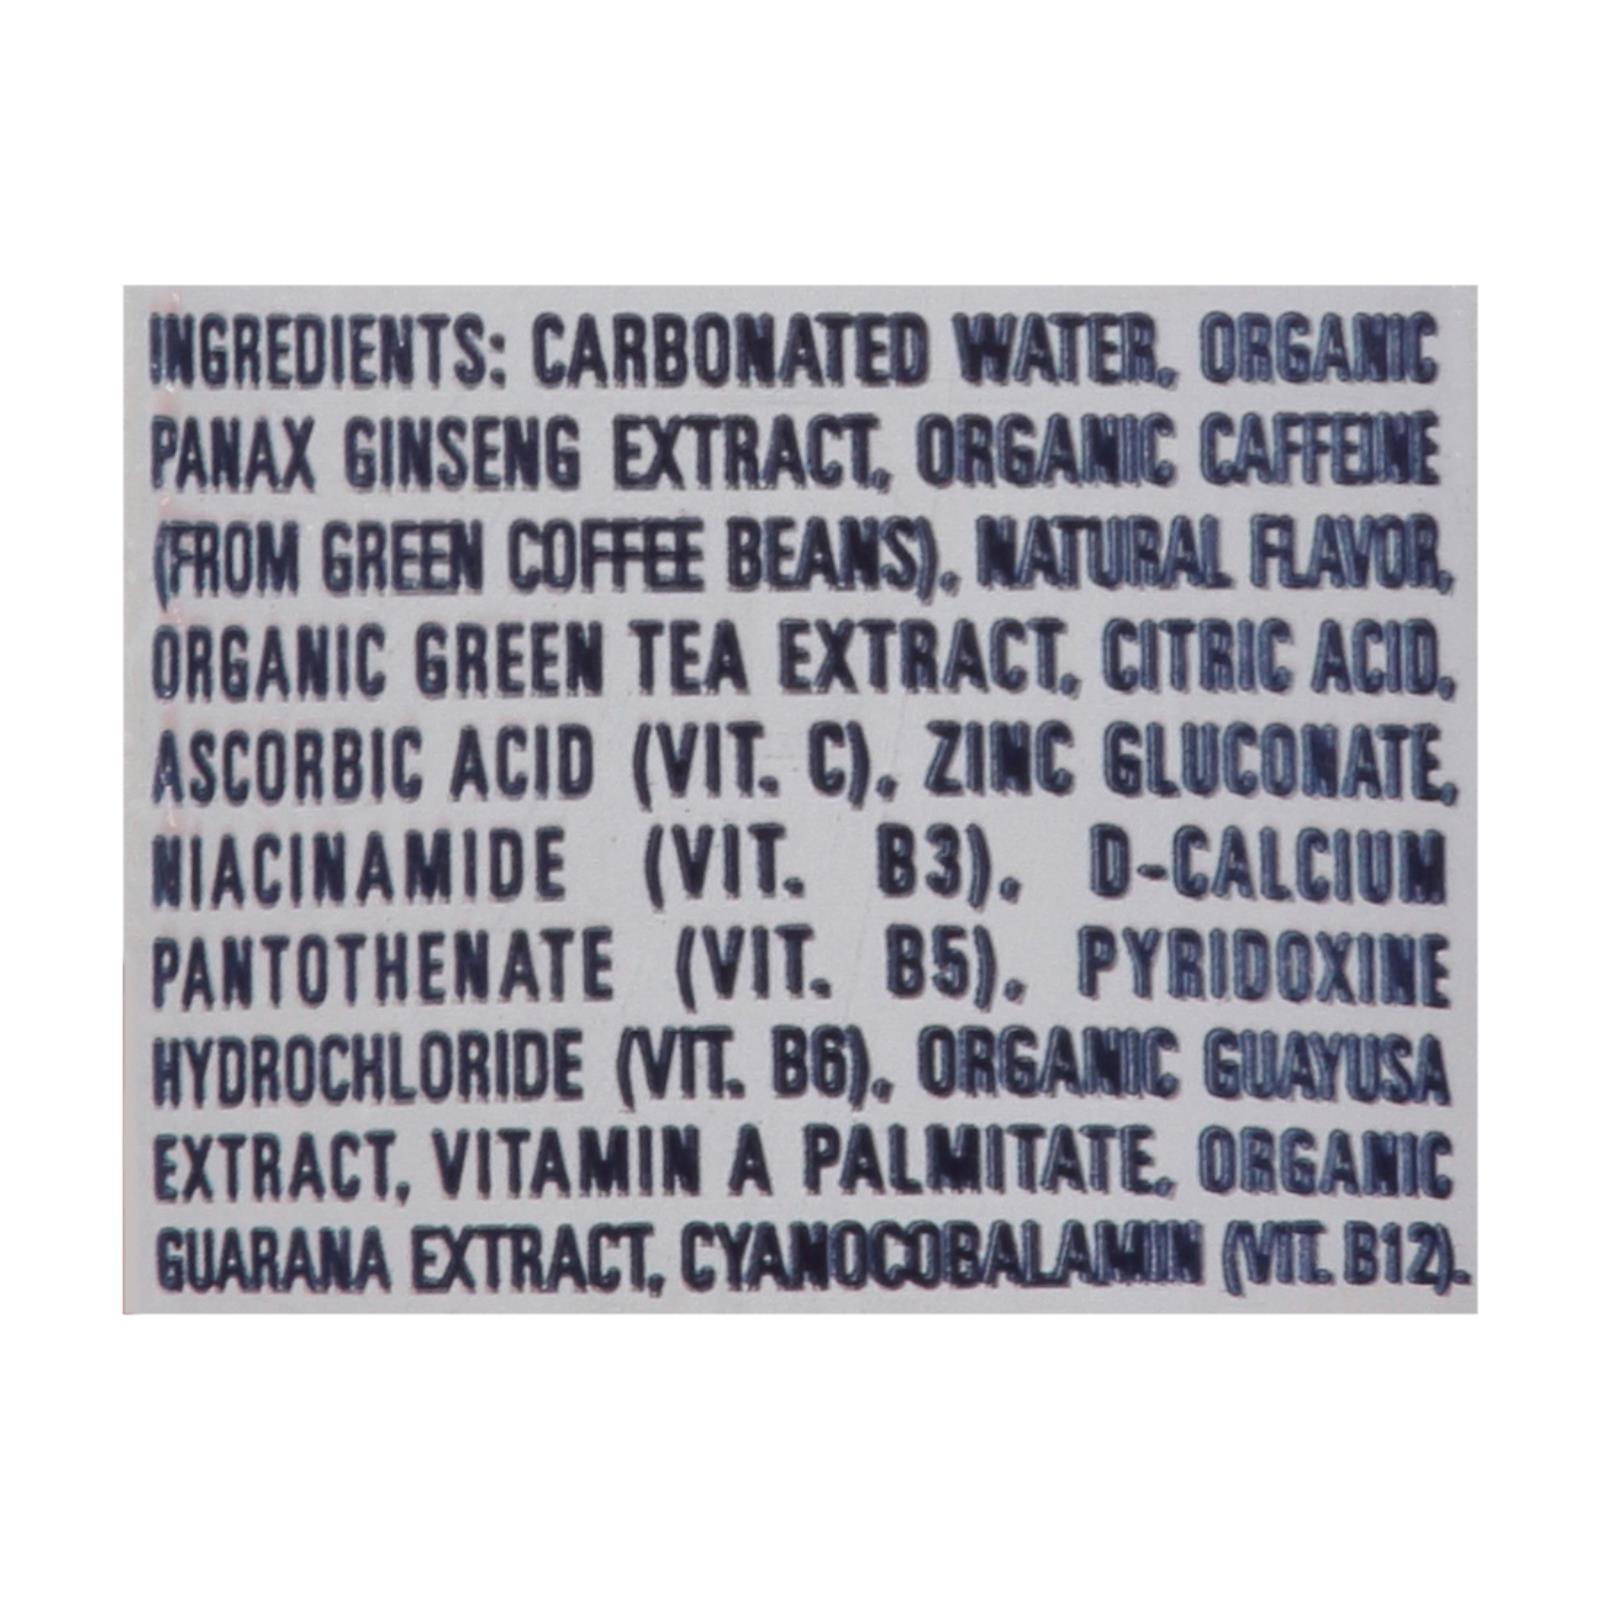 INGREDIENTS: CARBONATED WATER, ORGANIC
PANAX GINSENG EXTRACT, ORGANIC CAFFEINE
(FROM GREEN COFFEE BEANS), NATURAL FLAVOR,
ORGANIC GREEN TEA EXTRACT, CITRIC ACID,
ASCORBIC ACID (VIT. C), ZINC GLUCONATE,
NIACINAMIDE (VIT. B3), D-CALCIUM
PANTOTHENATE (VIT. B5), PYRIDOXINE
HYDROCHLORIDE (VIT. B6), ORGANIC GUAYUSA
EXTRACT, VITAMIN A PALMITATE, ORGANIC
GUARANA EXTRACT, CYANOCOBALAMIN (VIT. B12).